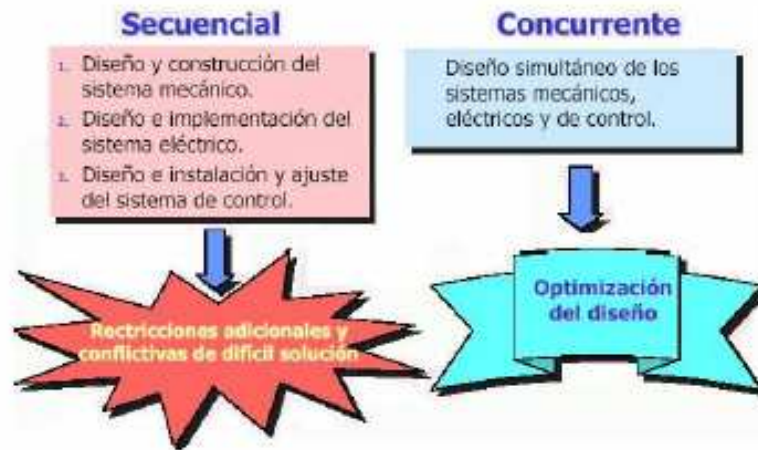 Secuencial
1. Diseño y construcción del
sistema mecánico.
2. Diseño e implementación del
sistema eléctrico.
3. Diseño e instalación y ajuste
del sistema de control.
Rectricciones adicionales y
conflictivas de difícil solución
Concurrente
Diseño simultáneo de los
sistemas mecánicos,
eléctricos y de control.
Optimización
del diseño